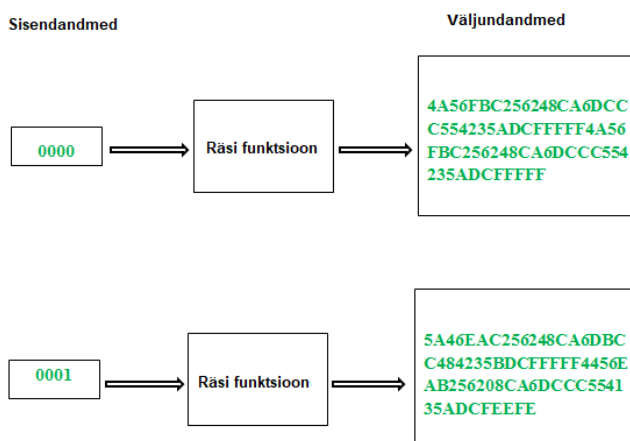 Sisendandmed
Väljundandmed
0000
Räsi funktsioon
4A56FBC256248CA6DCC
C554235ADCFFFFF4A56
FBC256248CA6DCCC554
235ADCFFFFF
0001
Räsi funktsioon
5A46EAC256248CA6DBC
C484235BDCFFFFF4456E
AB256208CA6DCCC5541
35ADCFEEFE